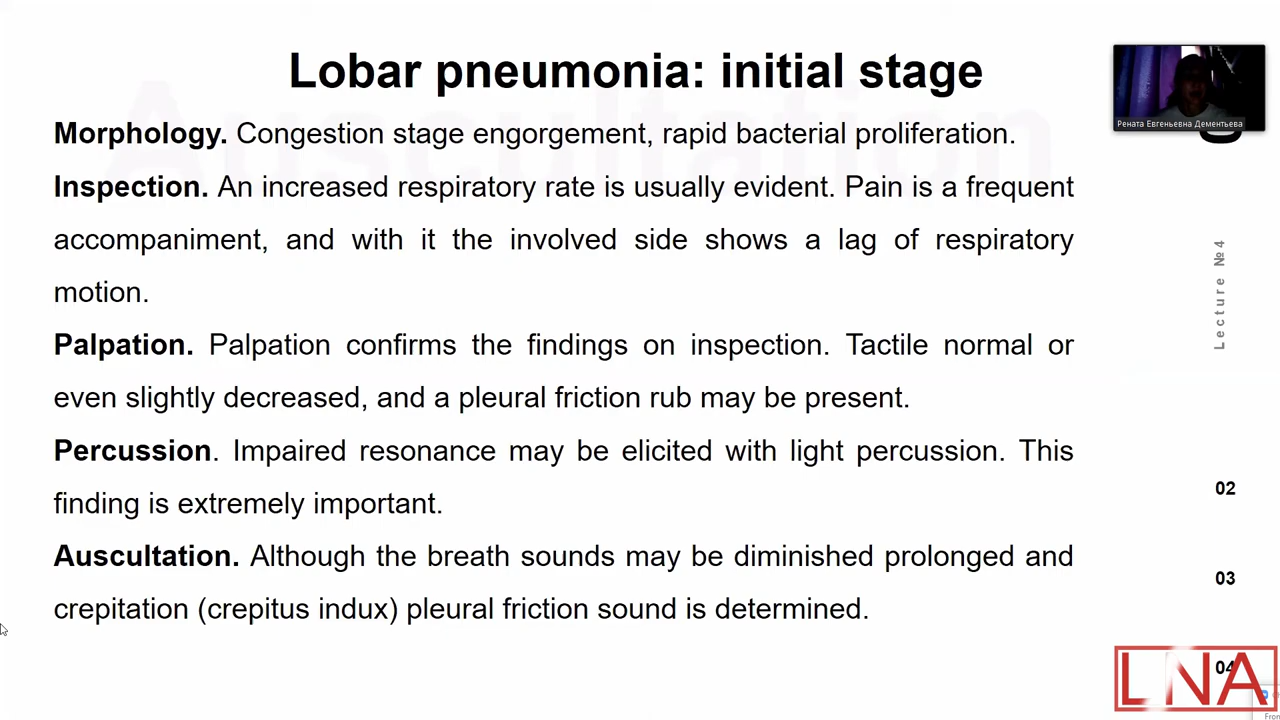 Lobar pneumonia: initial stage
Morphology. Congestion stage engorgement, rapid bacterial proliferation.
Inspection. An increased respiratory rate is usually evident. Pain is a frequent
accompaniment, and with it the involved side shows a lag of respiratory
motion.
Palpation. Palpation confirms the findings on inspection. Tactile normal or
even slightly decreased, and a pleural friction rub may be present.
Percussion. Impaired resonance may be elicited with light percussion. This
finding is extremely important.
Auscultation. Although the breath sounds may be diminished prolonged and
crepitation (crepitus indux) pleural friction sound is determined.
Рената Евгеньевна Дементьева
Lecture №4
02
03
04
LNA